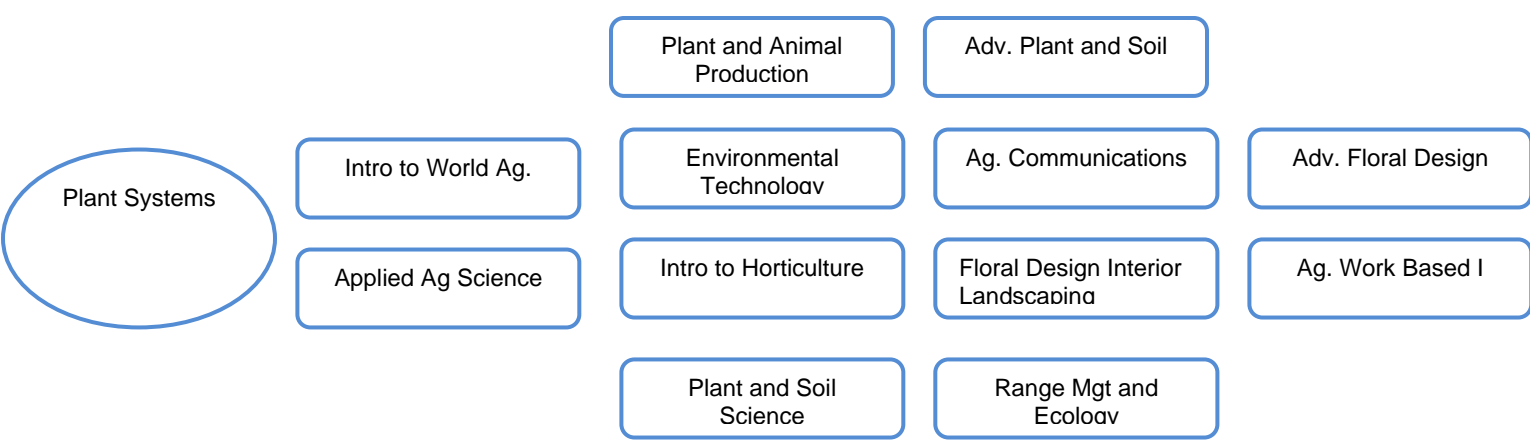 Plant and Animal
Production
Adv. Plant and Soil
Plant Systems
Intro to World Ag.
Environmental
Technology
Ag. Communications
Adv. Floral Design
Applied Ag Science
Intro to Horticulture
Floral Design Interior
Landscaping
Ag. Work Based I
Plant and Soil
Science
Range Mgt and
Ecology